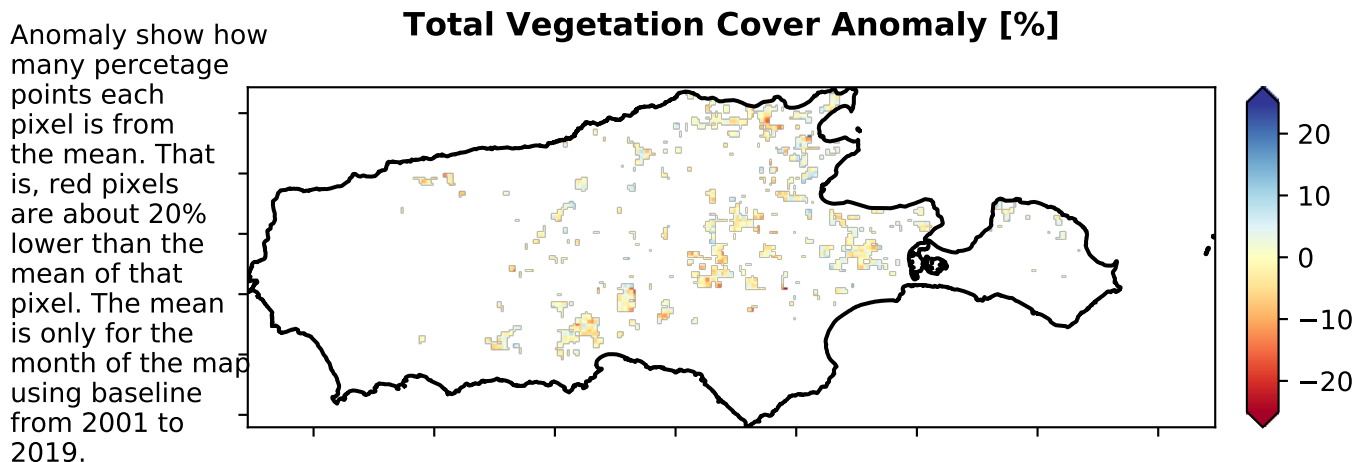 Total Vegetation Cover Anomaly [%]
Anomaly show how
many percetage
points each
pixel is from
the mean. That
is, red pixels
are about 20%
lower than the
mean of that
pixel. The mean
is only for the
month of the map
using baseline
from 2001 to
2019.
20
10
0
−10
−20